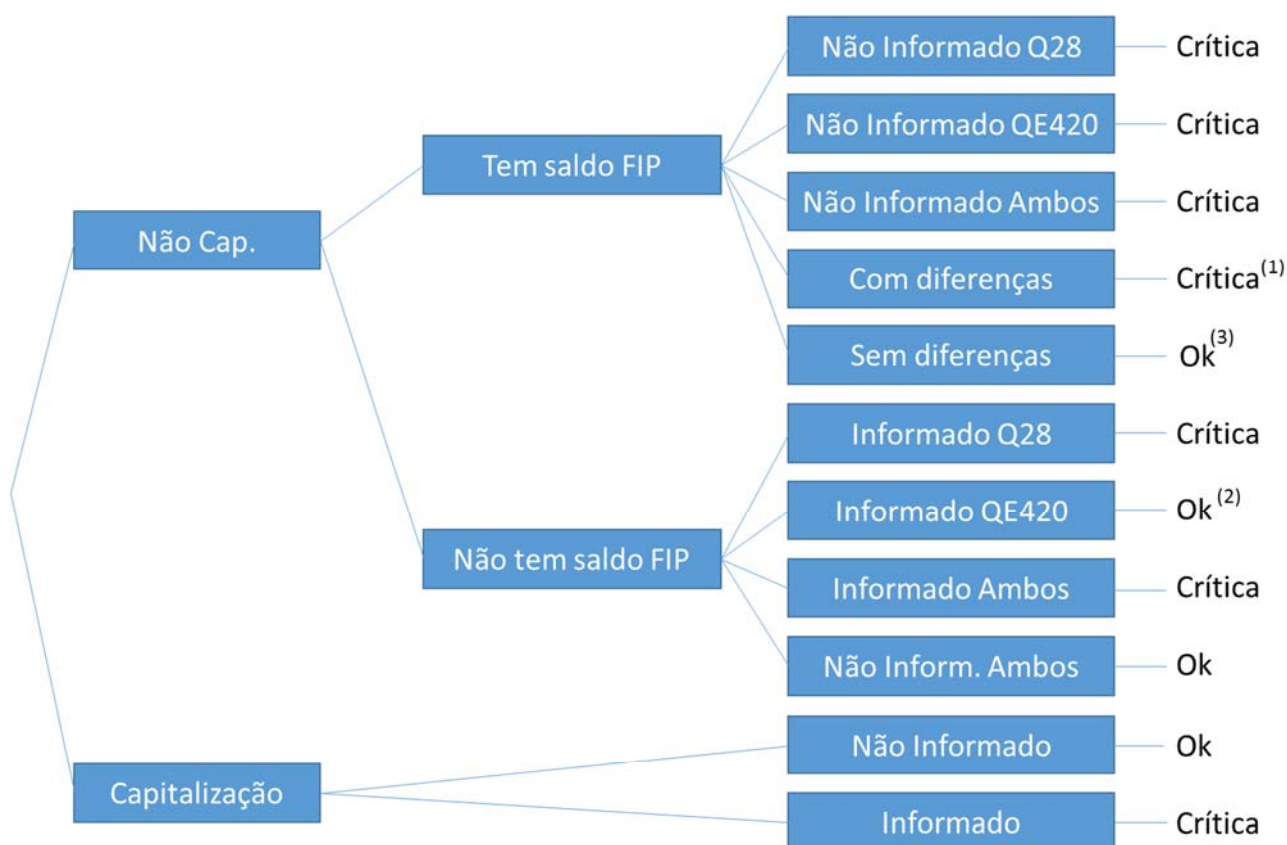 Não Informado Q28 Crítica
Não Informado QE420 Crítica
Tem saldo FIP
Não Informado Ambos Crítica
Não Cap.
Com diferenças Crítica(1)
Sem diferenças Ok(3)
Informado Q28 Crítica
Informado QE420 Ok(2)
Não tem saldo FIP
Informado Ambos Crítica
Não Inform. Ambos Ok
Não Informado Ok
Capitalização
Informado Crítica